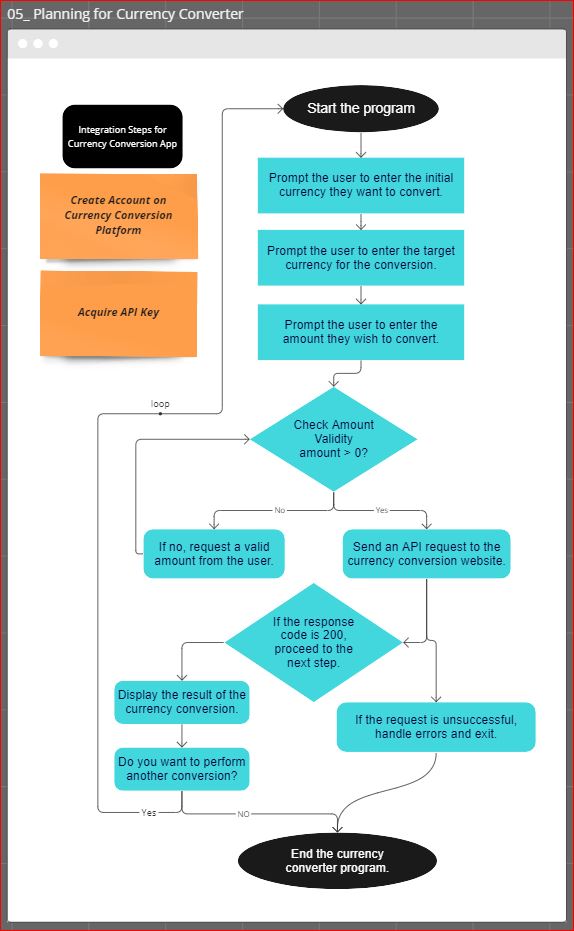 05_ Planning for Currency Converter
Integration Steps for
Currency Conversion App
Create Account on
Currency Conversion
Platform
Acquire API Key
Start the program
Prompt the user to enter the initial
currency they want to convert.
Prompt the user to enter the target
currency for the conversion.
Prompt the user to enter the
amount they wish to convert.
loop
Check Amount
Validity
amount > 0?
No
Yes
If no, request a valid
amount from the user.
Send an API request to the
currency conversion website.
If the response
code is 200,
proceed to the
next step.
Display the result of the
currency conversion.
If the request is unsuccessful,
handle errors and exit.
Do you want to perform
another conversion?
Yes
NO
End the currency
converter program.